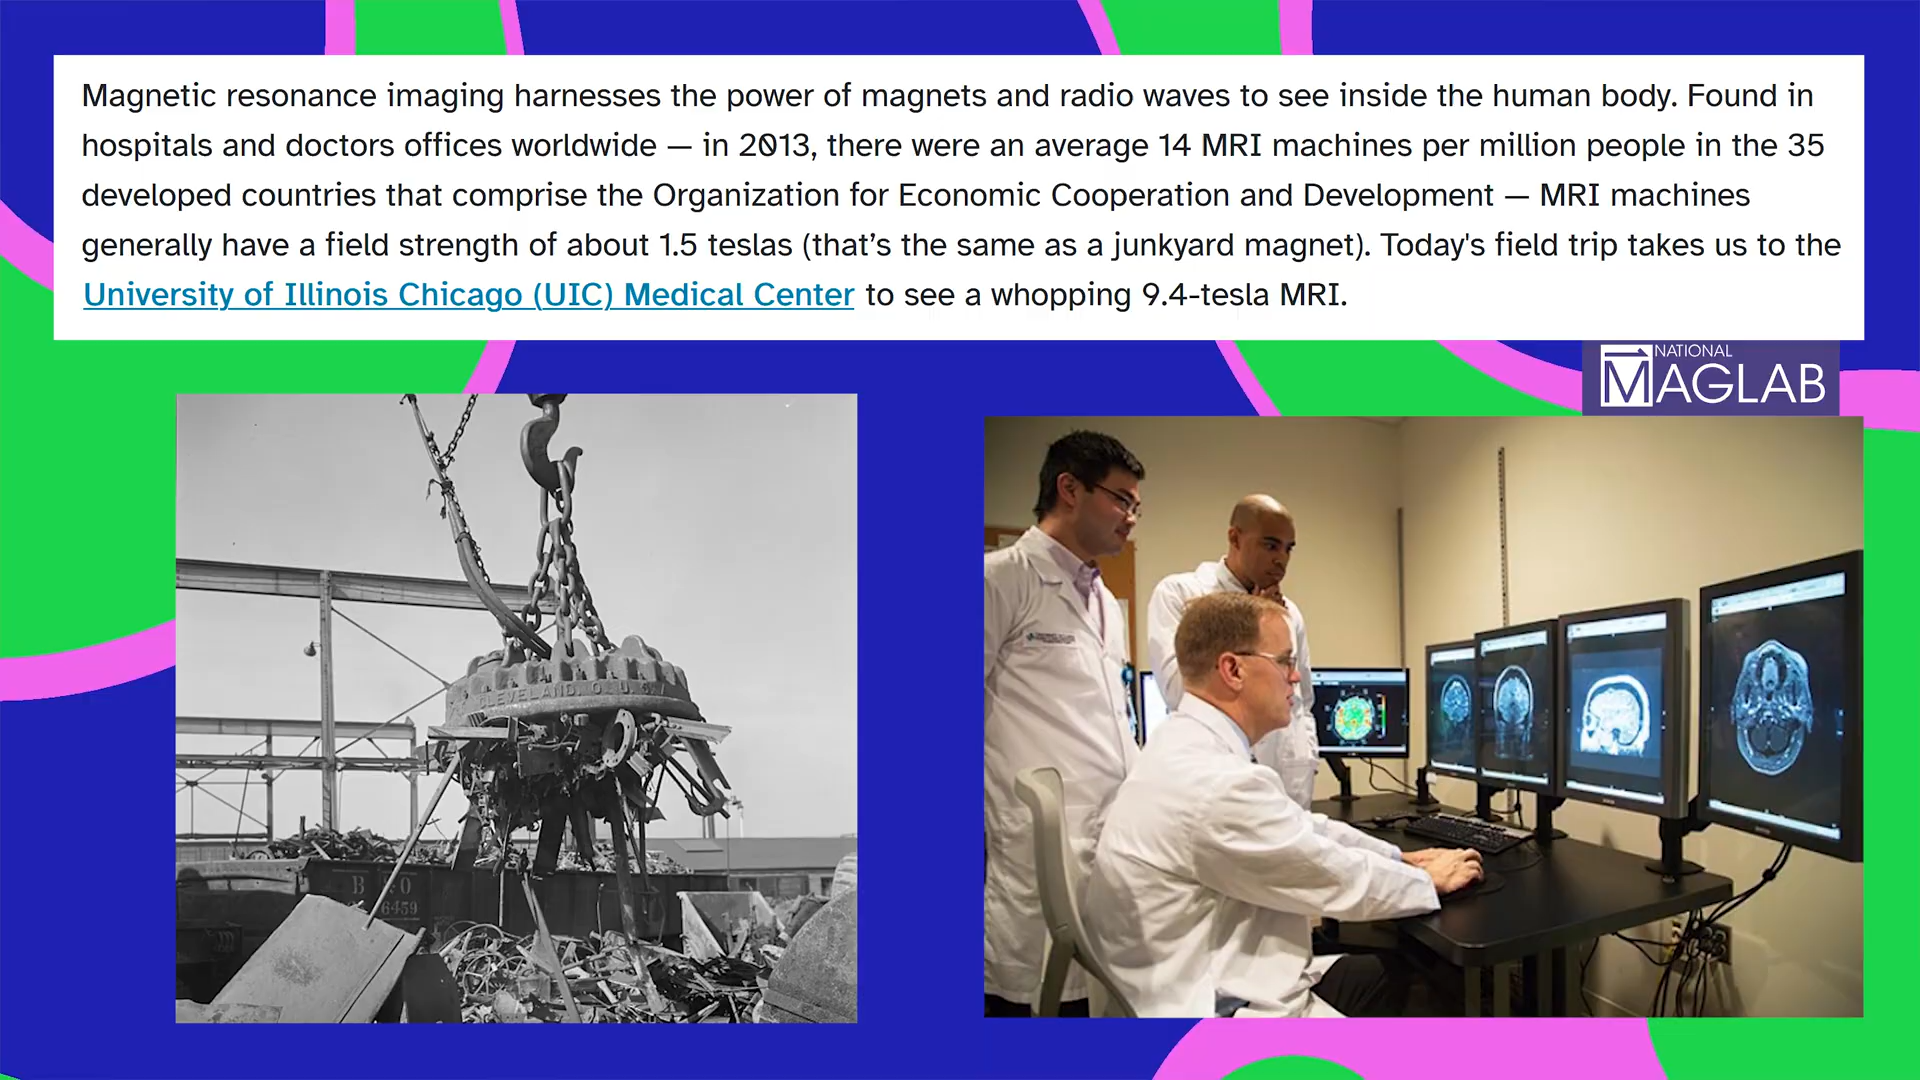 Magnetic resonance imaging harnesses the power of magnets and radio waves to see inside the human body. Found in
hospitals and doctors offices worldwide — in 2013, there were an average 14 MRI machines per million people in the 35
developed countries that comprise the Organization for Economic Cooperation and Development — MRI machines
generally have a field strength of about 1.5 teslas (that’s the same as a junkyard magnet). Today's field trip takes us to the
University of Illinois Chicago (UIC) Medical Center to see a whopping 9.4-tesla MRI.
NATIONAL
MAGLAB
CLEVELAND, O. U.S.A.
B O
6459